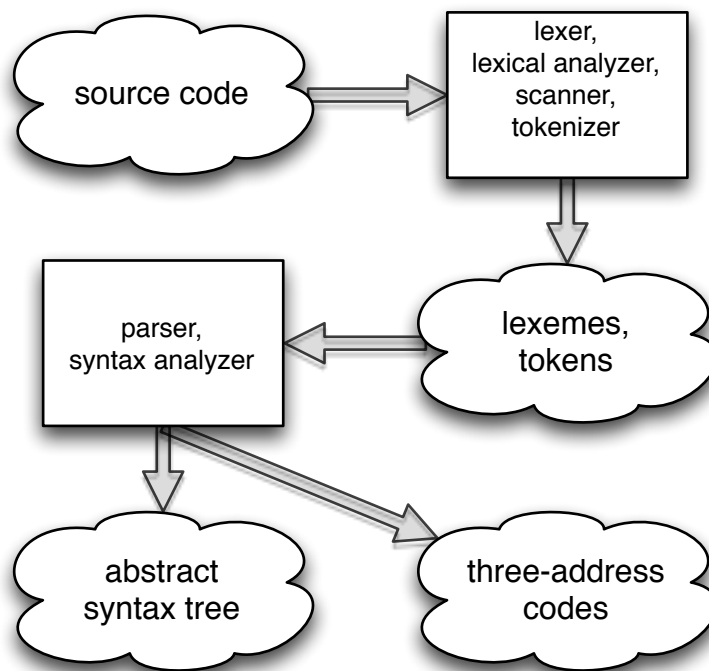 source code
lexer,
lexical analyzer,
scanner,
tokenizer
lexemes,
tokens
parser,
syntax analyzer
abstract
syntax tree
three-address
codes